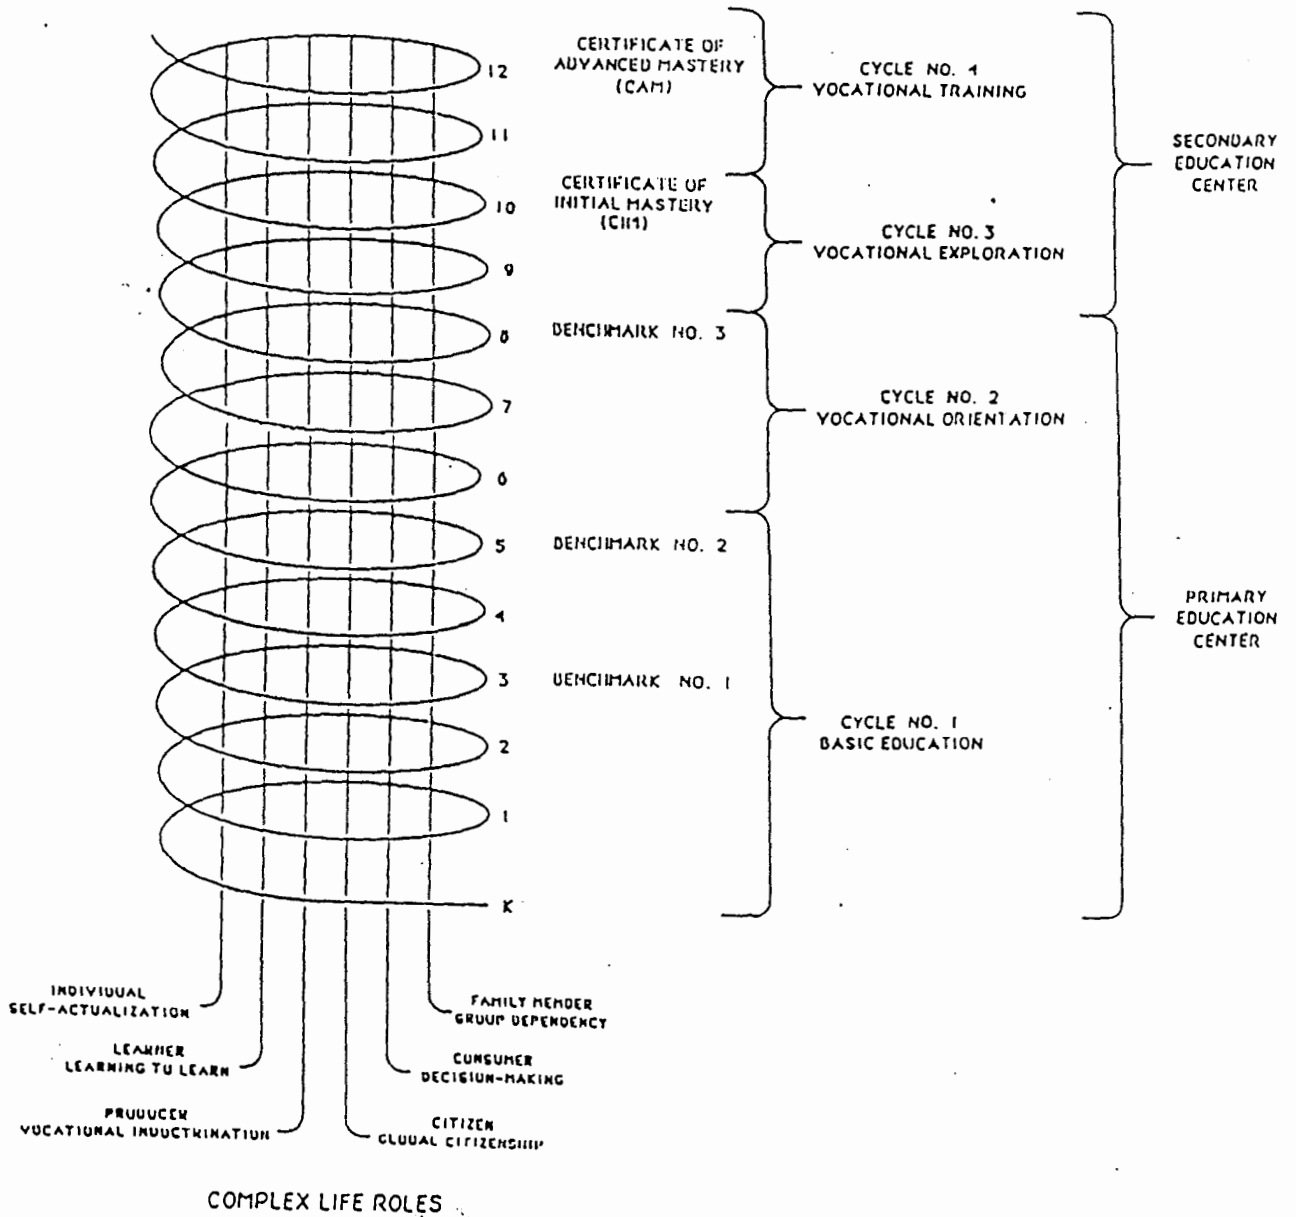 12
11
10
9
8
7
6
5
4
3
2
1
K
CERTIFICATE OF
ADVANCED MASTERY
(CAM)
CERTIFICATE OF
INITIAL MASTERY
(CIM)
BENCHMARK NO. 3
BENCHMARK NO. 2
BENCHMARK NO. 1
CYCLE NO. 4
VOCATIONAL TRAINING
CYCLE NO. 3
VOCATIONAL EXPLORATION
CYCLE NO. 2
VOCATIONAL ORIENTATION
CYCLE NO. 1
BASIC EDUCATION
SECONDARY
EDUCATION
CENTER
PRIMARY
EDUCATION
CENTER
INDIVIDUAL
SELF-ACTUALIZATION
LEARNER
LEARNING TO LEARN
PRODUCER
VOCATIONAL INDOCTRINATION
FAMILY MEMBER
GROUP DEPENDENCY
CONSUMER
DECISION-MAKING
CITIZEN
GLOBAL CITIZENSHIP
COMPLEX LIFE ROLES